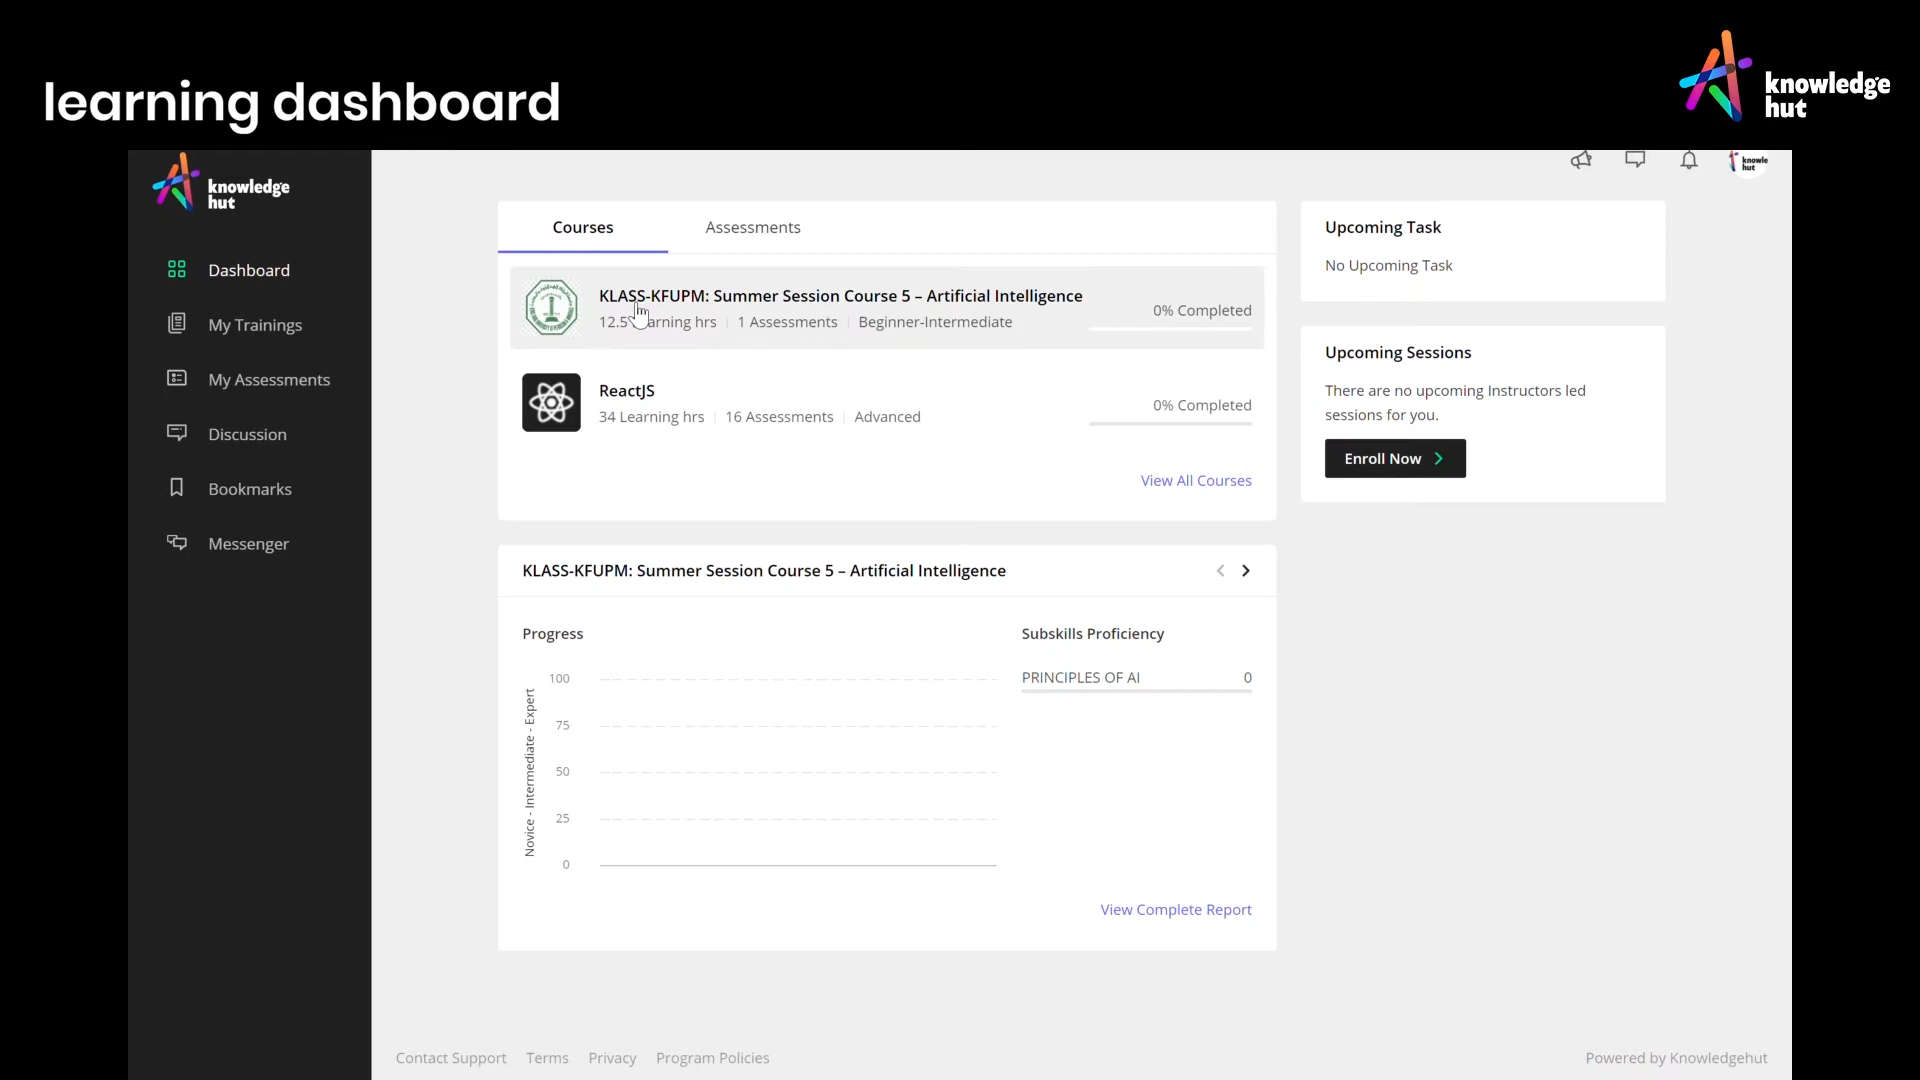 learning dashboard
knowledge
hut
knowledge
hut
knowle
hut
Dashboard
My Trainings
My Assessments
Discussion
Bookmarks
Messenger
Courses
Assessments
KLASS-KFUPM: Summer Session Course 5 – Artificial Intelligence
12.5 arning hrs
1 Assessments
Beginner-Intermediate
0% Completed
ReactJS
34 Learning hrs
16 Assessments
Advanced
0% Completed
View All Courses
KLASS-KFUPM: Summer Session Course 5 – Artificial Intelligence
Progress
Novice - Intermediate - Expert
100
75
50
25
0
Subskills Proficiency
PRINCIPLES OF AI
0
View Complete Report
Upcoming Task
No Upcoming Task
Upcoming Sessions
There are no upcoming Instructors led
sessions for you.
Enroll Now
Contact Support
Terms
Privacy
Program Policies
Powered by Knowledgehut